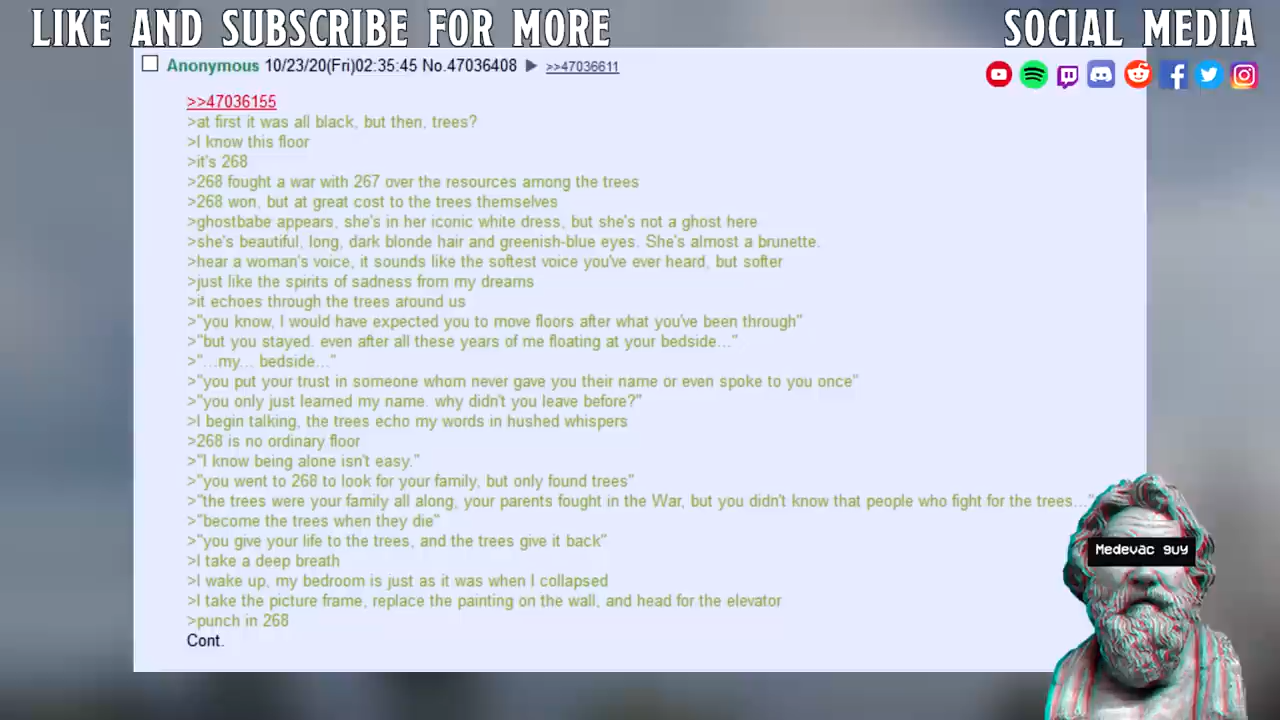 LIKE AND SUBSCRIBE FOR MORE
SOCIAL MEDIA
Anonymous 10/23/20(Fri)02:35:45 No.47036408 ▶ >>47036611
>>47036155
>at first it was all black, but then, trees?
>I know this floor
>it's 268
>268 fought a war with 267 over the resources among the trees
>268 won, but at great cost to the trees themselves
>ghostbabe appears, she's in her iconic white dress, but she's not a ghost here
>she's beautiful, long, dark blonde hair and greenish-blue eyes. She's almost a brunette.
>hear a woman's voice, it sounds like the softest voice you've ever heard, but softer
>just like the spirits of sadness from my dreams
>it echoes through the trees around us
>"you know, I would have expected you to move floors after what you've been through"
>"but you stayed. even after all these years of me floating at your bedside..."
>"...my... bedside..."
>"you put your trust in someone whom never gave you their name or even spoke to you once"
>"you only just learned my name. why didn't you leave before?"
>I begin talking, the trees echo my words in hushed whispers
>268 is no ordinary floor
>"I know being alone isn't easy."
>"you went to 268 to look for your family, but only found trees"
>"the trees were your family all along, your parents fought in the War, but you didn't know that people who fight for the trees..."
>"become the trees when they die"
>"you give your life to the trees, and the trees give it back"
>I take a deep breath
>I wake up, my bedroom is just as it was when I collapsed
>I take the picture frame, replace the painting on the wall, and head for the elevator
>punch in 268
Cont.
Medevac guy